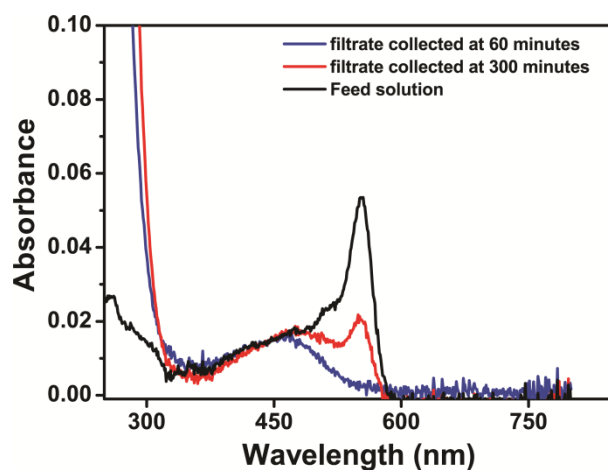 0.10
0.08
0.06
0.04
0.02
0.00
Absorbance
filtrate collected at 60 minutes
filtrate collected at 300 minutes
Feed solution
300 450 600 750
Wavelength (nm)